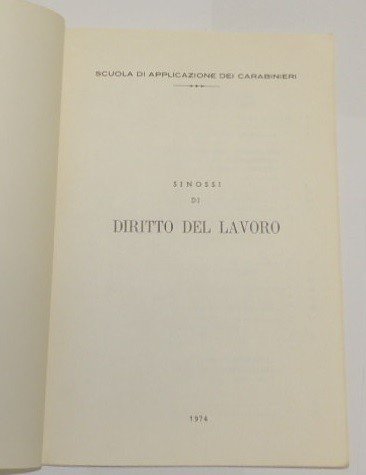 SCUOLA DI APPLICAZIONE DEI CARABINIERI
SINOSSI
DI
DIRITTO DEL LAVORO
1974